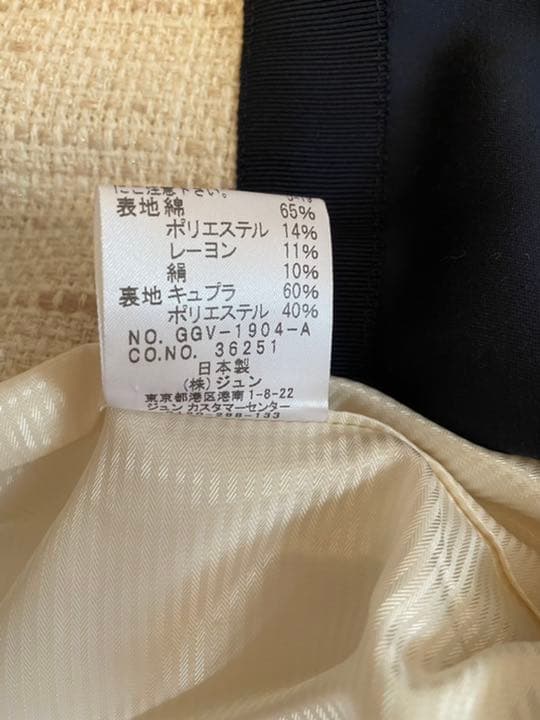 にご注意下さい。
表地 綿 65%
ポリエステル 14%
レーヨン 11%
絹 10%
裏地 キュプラ 60%
ポリエステル 40%
NO. GGV-1904-A
CO.NO. 36251
日本製
(株)ジュン
東京都港区港南1-8-22
ジュン カスタマーセンター